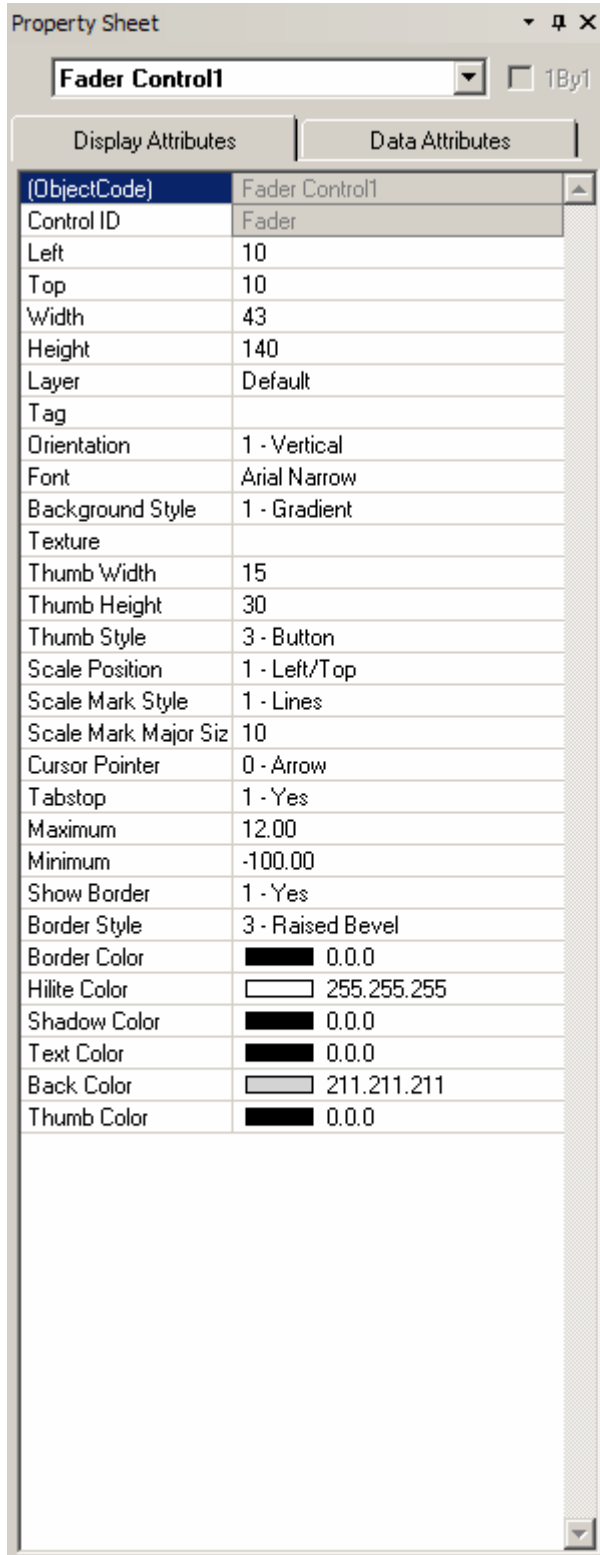 Property Sheet
Fader Control1 1By1
Display Attributes Data Attributes
(ObjectCode) Fader Control1
Control ID Fader
Left 10
Top 10
Width 43
Height 140
Layer Default
Tag
Orientation 1 - Vertical
Font Arial Narrow
Background Style 1 - Gradient
Texture
Thumb Width 15
Thumb Height 30
Thumb Style 3 - Button
Scale Position 1 - Left/Top
Scale Mark Style 1 - Lines
Scale Mark Major Siz 10
Cursor Pointer 0 - Arrow
Tabstop 1 - Yes
Maximum 12.00
Minimum -100.00
Show Border 1 - Yes
Border Style 3 - Raised Bevel
Border Color 0.0.0
Hilite Color 255.255.255
Shadow Color 0.0.0
Text Color 0.0.0
Back Color 211.211.211
Thumb Color 0.0.0